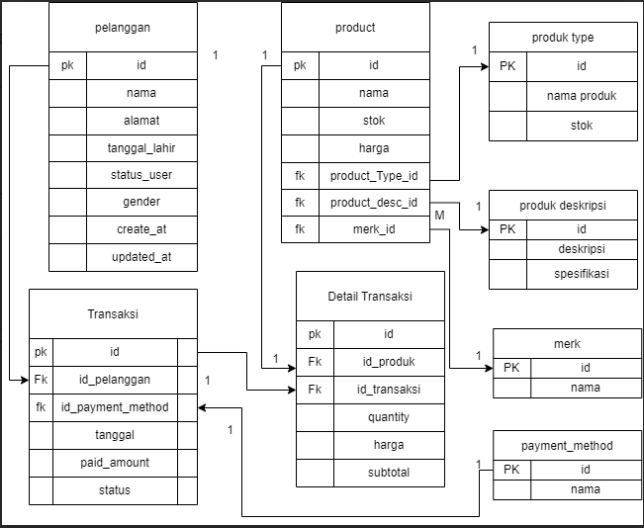 pelanggan
pk id
nama
alamat
tanggal_lahir
status_user
gender
create_at
updated_at
1
1
product
pk id
nama
stok
harga
fk product_Type_id
fk product_desc_id
fk merk_id
M
1
produk type
PK id
nama produk
stok
1
produk deskripsi
PK id
deskripsi
spesifikasi
Transaksi
pk id
Fk id_pelanggan
fk id_payment_method
tanggal
paid_amount
status
1
1
1
Detail Transaksi
pk id
Fk id_produk
Fk id_transaksi
quantity
harga
subtotal
1
merk
PK id
nama
1
payment_method
PK id
nama